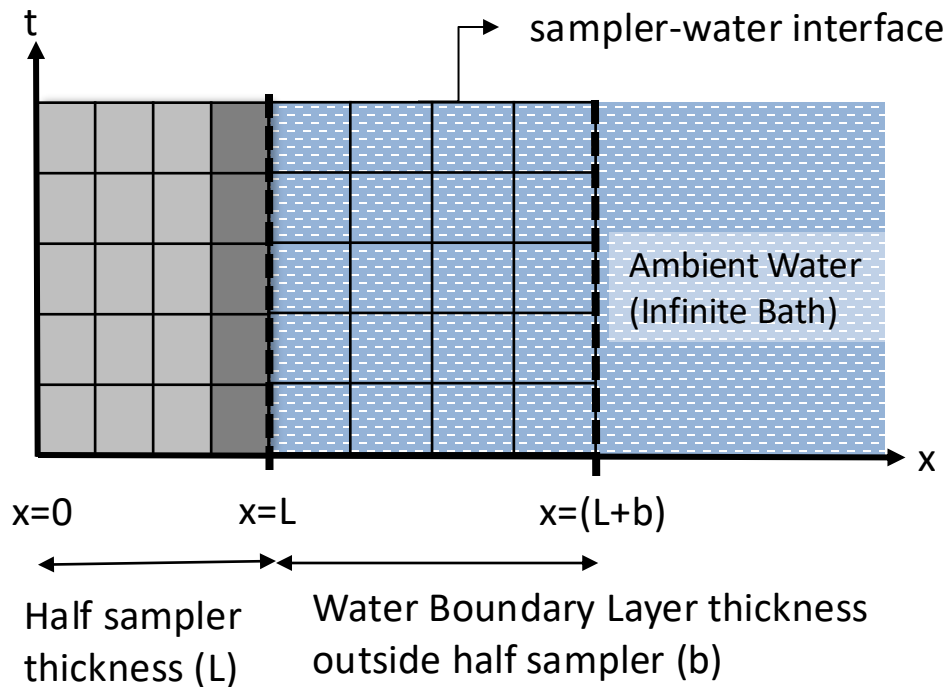 t
sampler-water interface
Ambient Water
(Infinite Bath)
x
x=0
x=L
x=(L+b)
Half sampler
thickness (L)
Water Boundary Layer thickness
outside half sampler (b)